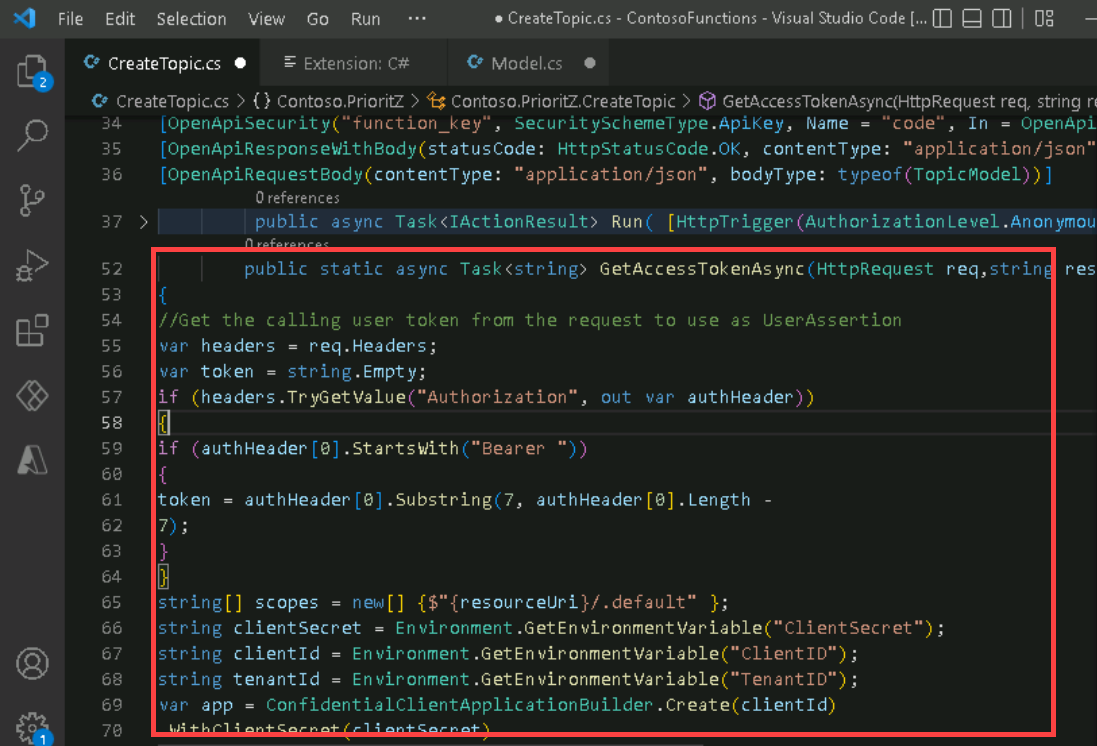 File Edit Selection View Go Run ··· ● CreateTopic.cs - ContosoFunctions - Visual Studio Code [...
CreateTopic.cs ● Extension: C# Model.cs ●
CreateTopic.cs > {} Contoso.PrioritZ > Contoso.PrioritZ.CreateTopic > GetAccessTokenAsync(HttpRequest req, string re
34 [OpenApiSecurity("function_key", SecuritySchemeType.ApiKey, Name = "code", In = OpenApi
35 [OpenApiResponseWithBody(statusCode: HttpStatusCode.OK, contentType: "application/json"
36 [OpenApiRequestBody(contentType: "application/json", bodyType: typeof(TopicModel))]
0 references
37 > public async Task<IActionResult> Run( [HttpTrigger(AuthorizationLevel.Anonymou
0 references
52 public static async Task<string> GetAccessTokenAsync(HttpRequest req,string res
53 {
54 //Get the calling user token from the request to use as UserAssertion
55 var headers = req.Headers;
56 var token = string.Empty;
57 if (headers.TryGetValue("Authorization", out var authHeader))
58 {
59 if (authHeader[0].StartsWith("Bearer "))
60 {
61 token = authHeader[0].Substring(7, authHeader[0].Length -
62 7);
63 }
64 }
65 string[] scopes = new[] {$"{resourceUri}/.default" };
66 string clientSecret = Environment.GetEnvironmentVariable("ClientSecret");
67 string clientId = Environment.GetEnvironmentVariable("ClientID");
68 string tenantId = Environment.GetEnvironmentVariable("TenantID");
69 var app = ConfidentialClientApplicationBuilder.Create(clientId)
70 .WithClientSecret(clientSecret)
2
1